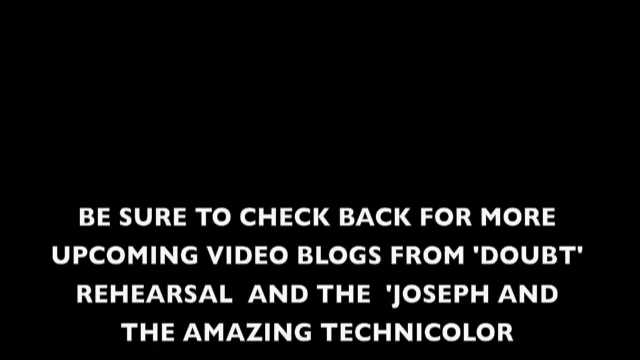 BE SURE TO CHECK BACK FOR MORE
UPCOMING VIDEO BLOGS FROM 'DOUBT'
REHEARSAL AND THE 'JOSEPH AND
THE AMAZING TECHNICOLOR